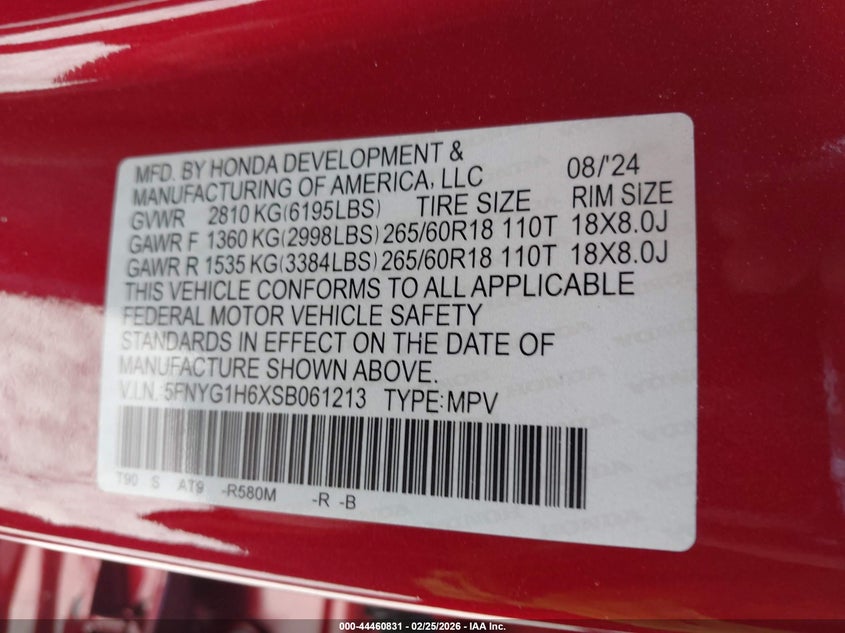 MFD. BY HONDA DEVELOPMENT &
MANUFACTURING OF AMERICA, LLC 08/'24
GVWR 2810 KG(6195LBS) TIRE SIZE RIM SIZE
GAWR F 1360 KG(2998LBS) 265/60R18 110T 18X8.0J
GAWR R 1535 KG(3384LBS) 265/60R18 110T 18X8.0J
THIS VEHICLE CONFORMS TO ALL APPLICABLE
FEDERAL MOTOR VEHICLE SAFETY
STANDARDS IN EFFECT ON THE DATE OF
MANUFACTURE SHOWN ABOVE.
V.I.N. 5FNYG1H6XSB061213 TYPE:MPV
T90 S AT9 -R580M -R -B
000-44460831 - 02/25/2026 - IAA Inc.